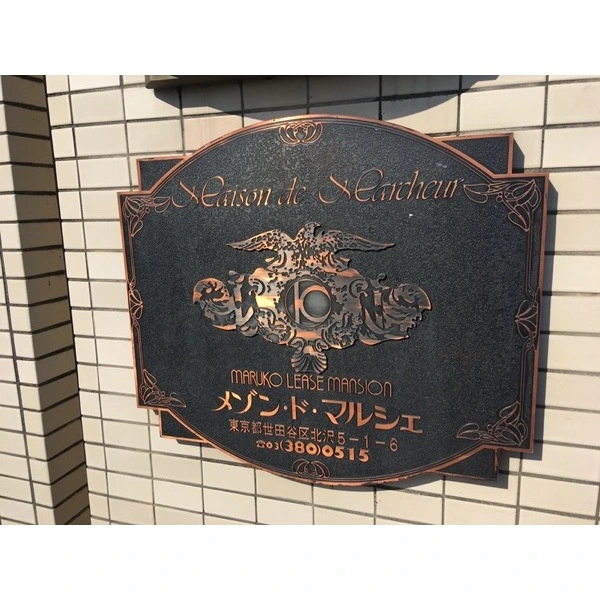 Maison de Marcheur
MARUKO LEASE MANSION
メゾン・ド・マルシェ
東京都世田谷区北沢5-1-6
☎03(380)0515